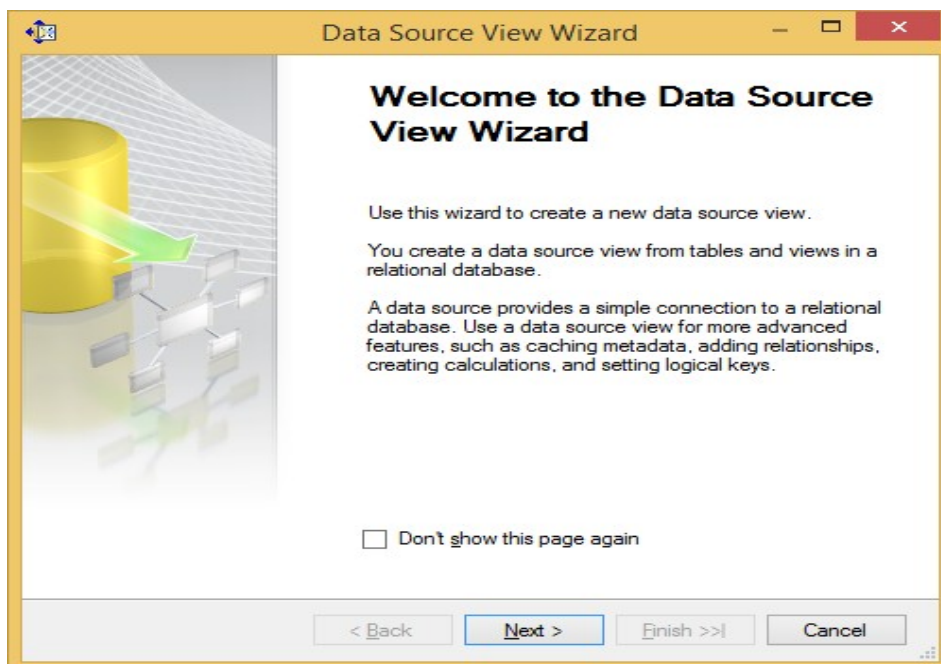 Data Source View Wizard
Welcome to the Data Source
View Wizard
Use this wizard to create a new data source view.
You create a data source view from tables and views in a
relational database.
A data source provides a simple connection to a relational
database. Use a data source view for more advanced
features, such as caching metadata, adding relationships,
creating calculations, and setting logical keys.
Don't show this page again
< Back Next > Finish >>| Cancel